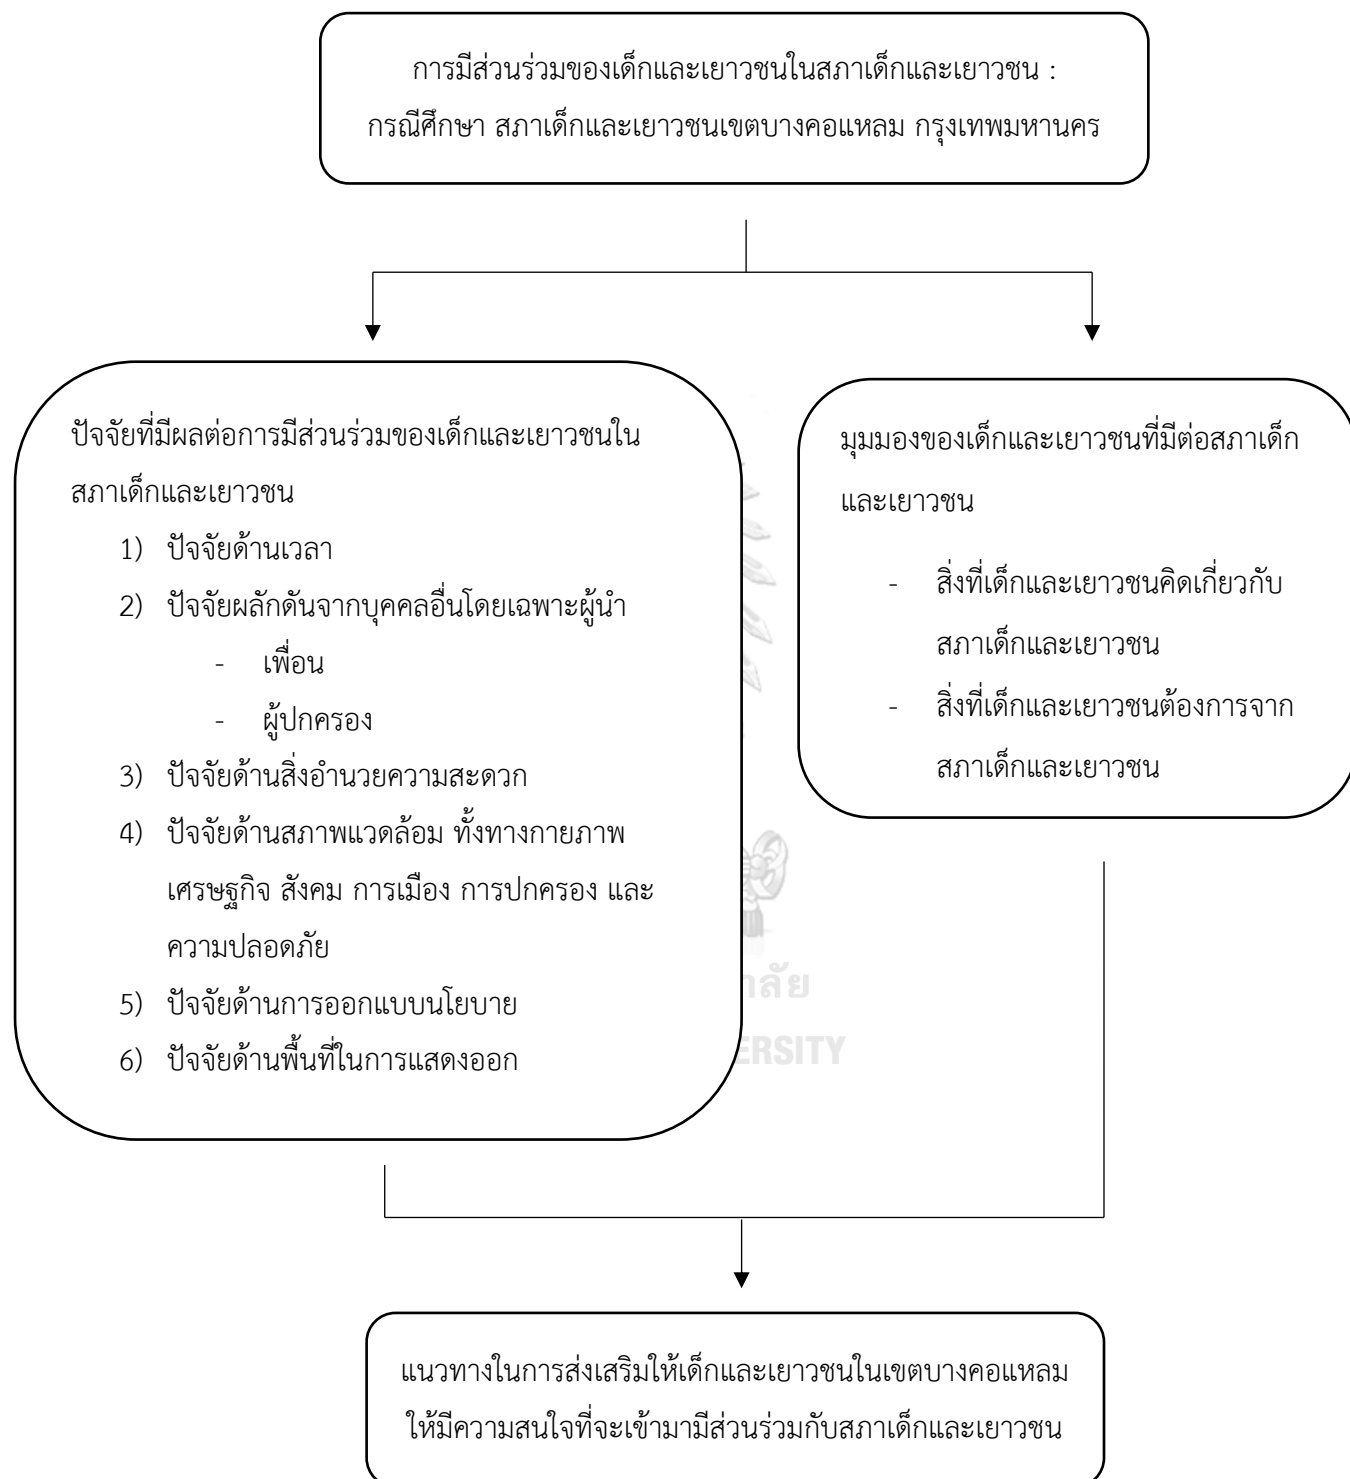 การมีส่วนร่วมของเด็กและเยาวชนในสภาเด็กและเยาวชน :
กรณีศึกษา สภาเด็กและเยาวชนเขตบางคอแหลม กรุงเทพมหานคร
ปัจจัยที่มีผลต่อการมีส่วนร่วมของเด็กและเยาวชนใน
สภาเด็กและเยาวชน
1) ปัจจัยด้านเวลา
2) ปัจจัยผลักดันจากบุคคลอื่นโดยเฉพาะผู้นำ
- เพื่อน
- ผู้ปกครอง
3) ปัจจัยด้านสิ่งอำนวยความสะดวก
4) ปัจจัยด้านสภาพแวดล้อม ทั้งทางกายภาพ
เศรษฐกิจ สังคม การเมือง การปกครอง และ
ความปลอดภัย
5) ปัจจัยด้านการออกแบบนโยบาย
6) ปัจจัยด้านพื้นที่ในการแสดงออก
มุมมองของเด็กและเยาวชนที่มีต่อสภาเด็ก
และเยาวชน
- สิ่งที่เด็กและเยาวชนคิดเกี่ยวกับ
สภาเด็กและเยาวชน
- สิ่งที่เด็กและเยาวชนต้องการจาก
สภาเด็กและเยาวชน
แนวทางในการส่งเสริมให้เด็กและเยาวชนในเขตบางคอแหลม
ให้มีความสนใจที่จะเข้ามามีส่วนร่วมกับสภาเด็กและเยาวชน